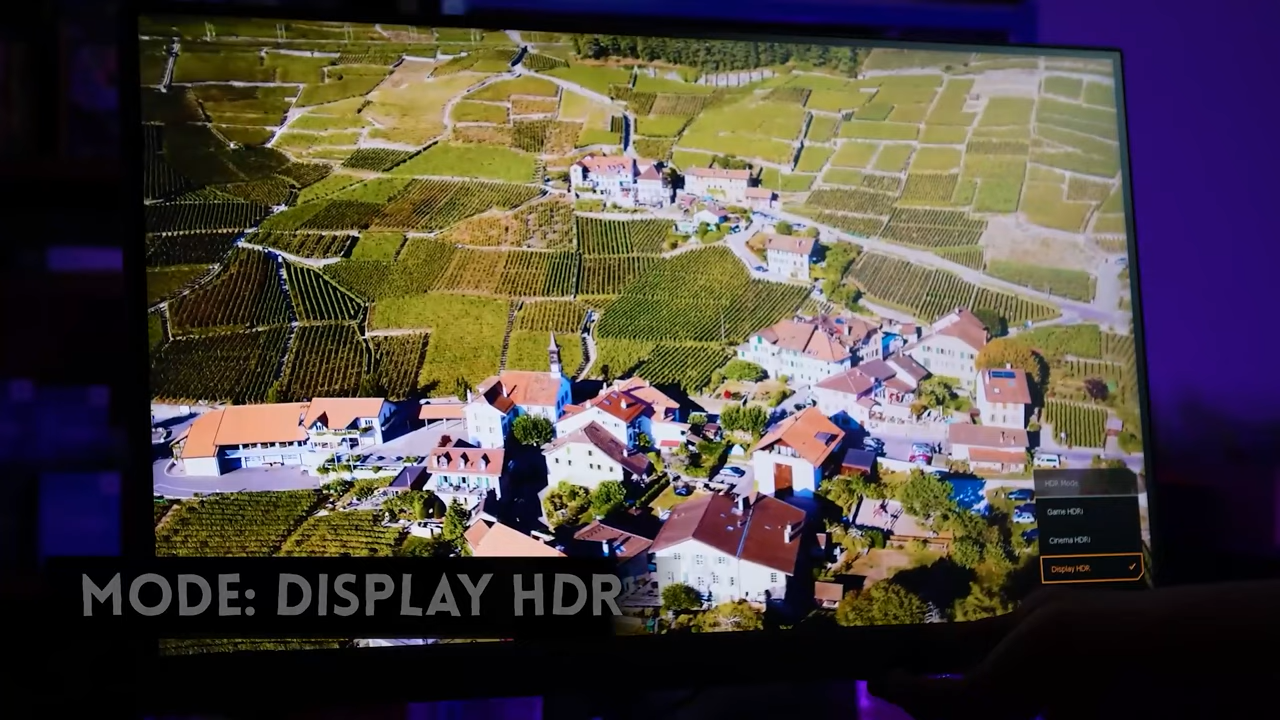 HDR Mode
Game HDRi
Cinema HDRi
Display HDR
MODE: DISPLAY HDR